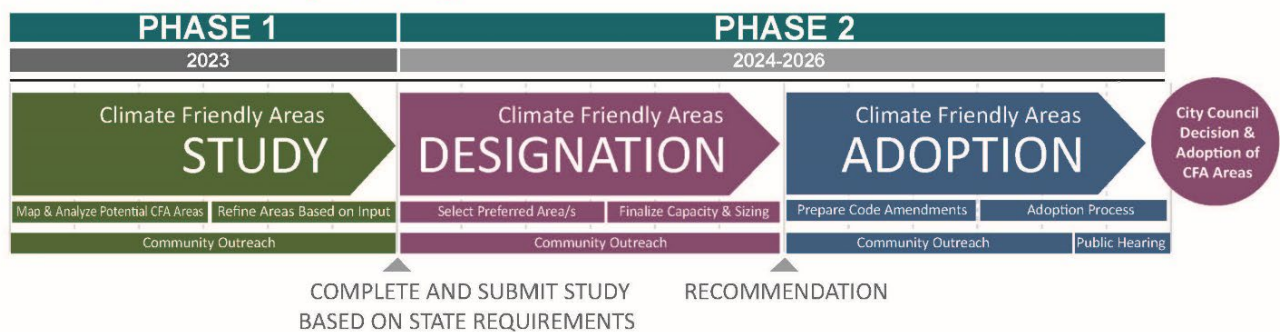 PHASE 1
PHASE 2
2023
2024-2026
Climate Friendly Areas
STUDY
Climate Friendly Areas
DESIGNATION
Climate Friendly Areas
ADOPTION
City Council
Decision &
Adoption of
CFA Areas
Map & Analyze Potential CFA Areas
Refine Areas Based on Input
Select Preferred Area/s
Finalize Capacity & Sizing
Prepare Code Amendments
Adoption Process
Community Outreach
Community Outreach
Community Outreach
Public Hearing
COMPLETE AND SUBMIT STUDY
BASED ON STATE REQUIREMENTS
RECOMMENDATION